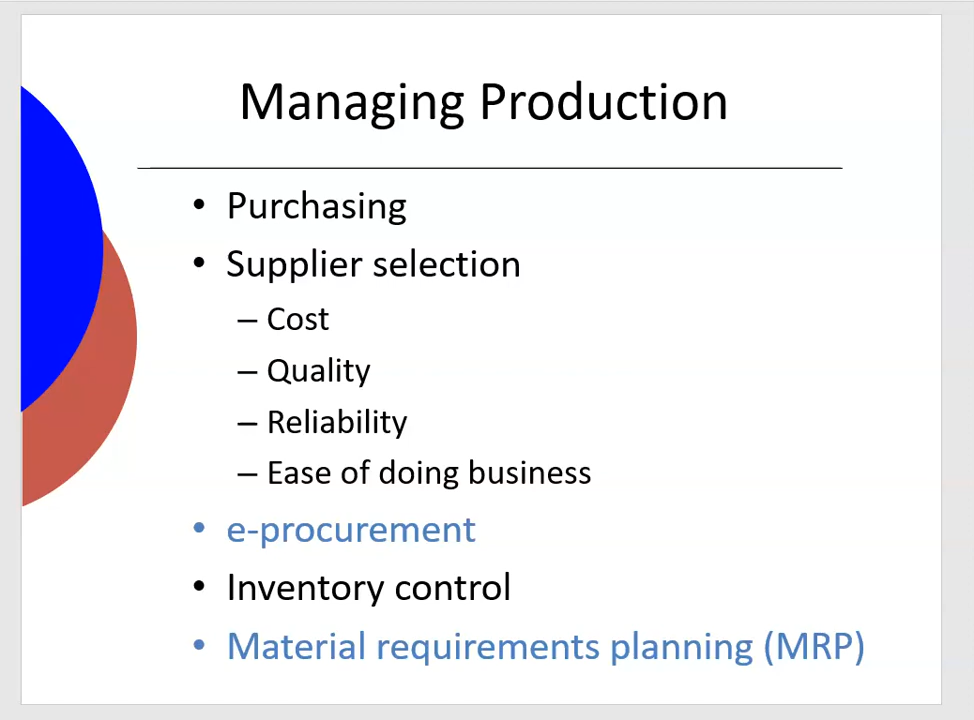 Managing Production
• Purchasing
• Supplier selection
– Cost
– Quality
– Reliability
– Ease of doing business
• e-procurement
• Inventory control
• Material requirements planning (MRP)